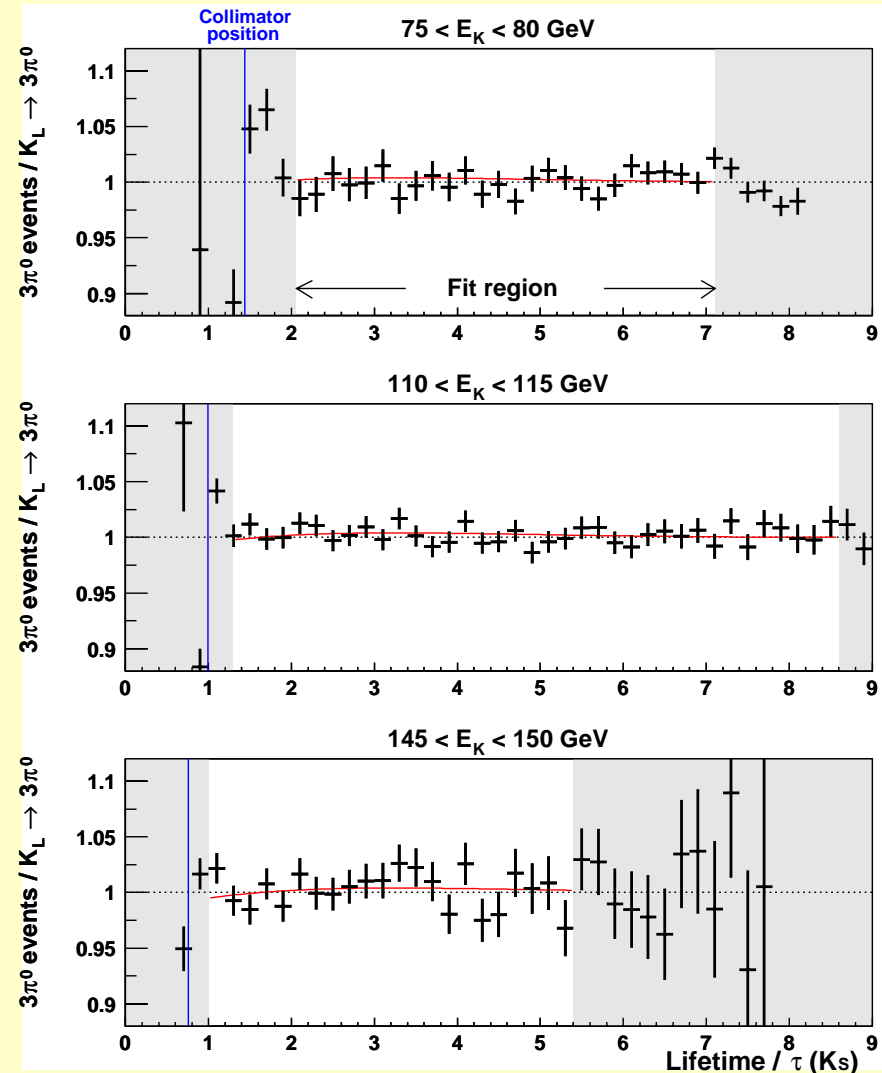 Collimator
position
75 < E_K < 80 GeV
3π⁰ events / K_L → 3π⁰
1.1
1.05
1
0.95
0.9
Fit region
0 1 2 3 4 5 6 7 8 9
110 < E_K < 115 GeV
3π⁰ events / K_L → 3π⁰
1.1
1.05
1
0.95
0.9
0 1 2 3 4 5 6 7 8 9
145 < E_K < 150 GeV
3π⁰ events / K_L → 3π⁰
1.1
1.05
1
0.95
0.9
0 1 2 3 4 5 6 7 8 9
Lifetime / τ (Ks)